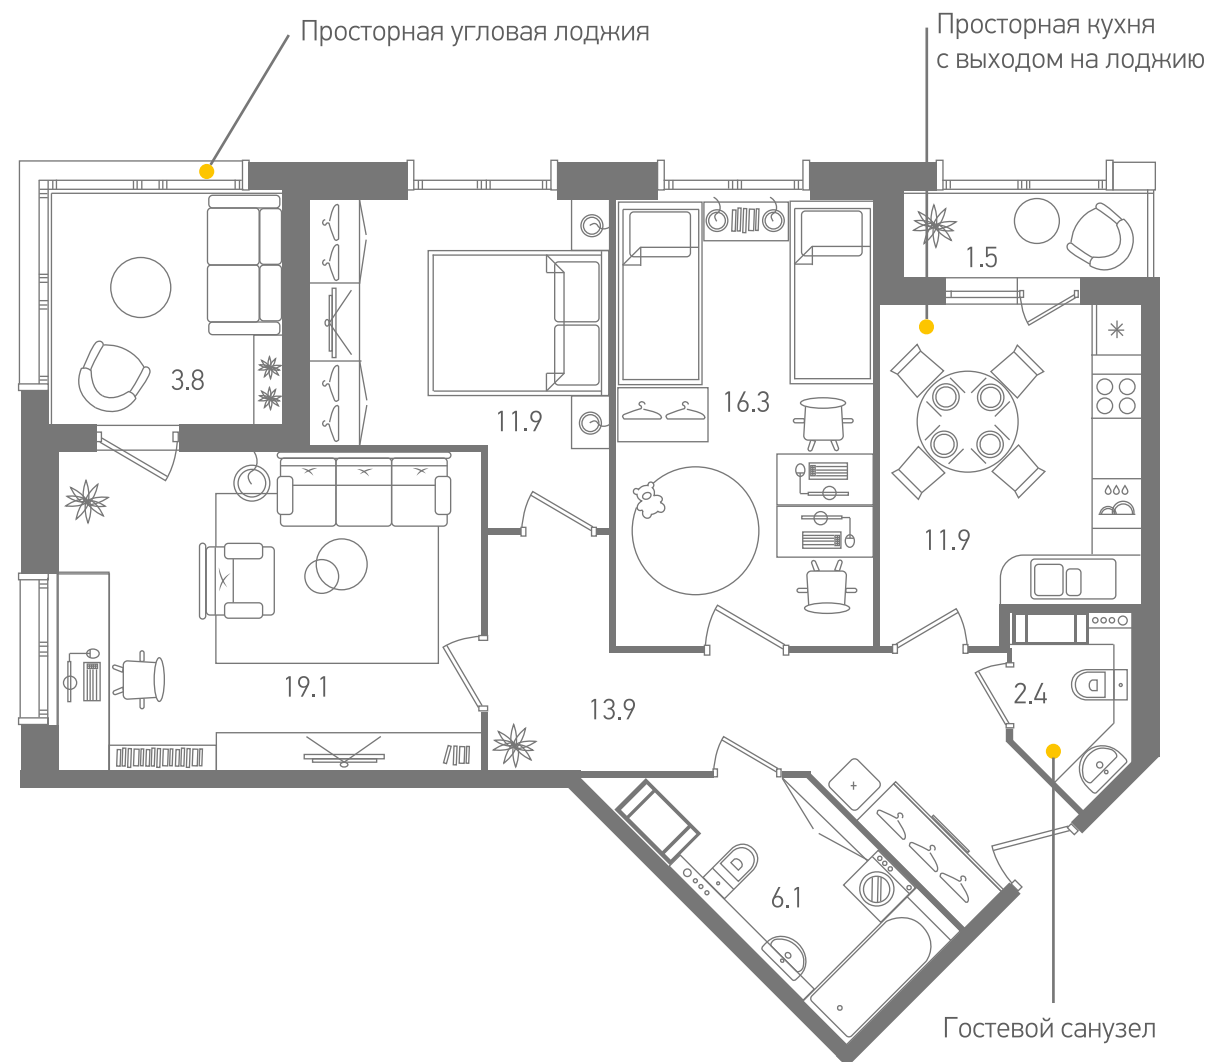 Просторная угловая лоджия
Просторная кухня
с выходом на лоджию
1.5
3.8
16.3
11.9
11.9
19.1
2.4
13.9
6.1
Гостевой санузел